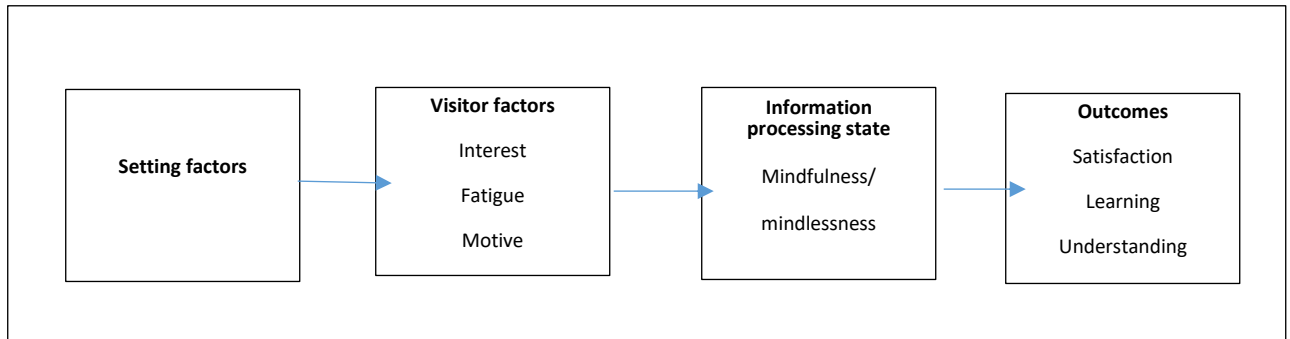 Setting factors
Visitor factors
Interest
Fatigue
Motive
Information
processing state
Mindfulness/
mindlessness
Outcomes
Satisfaction
Learning
Understanding